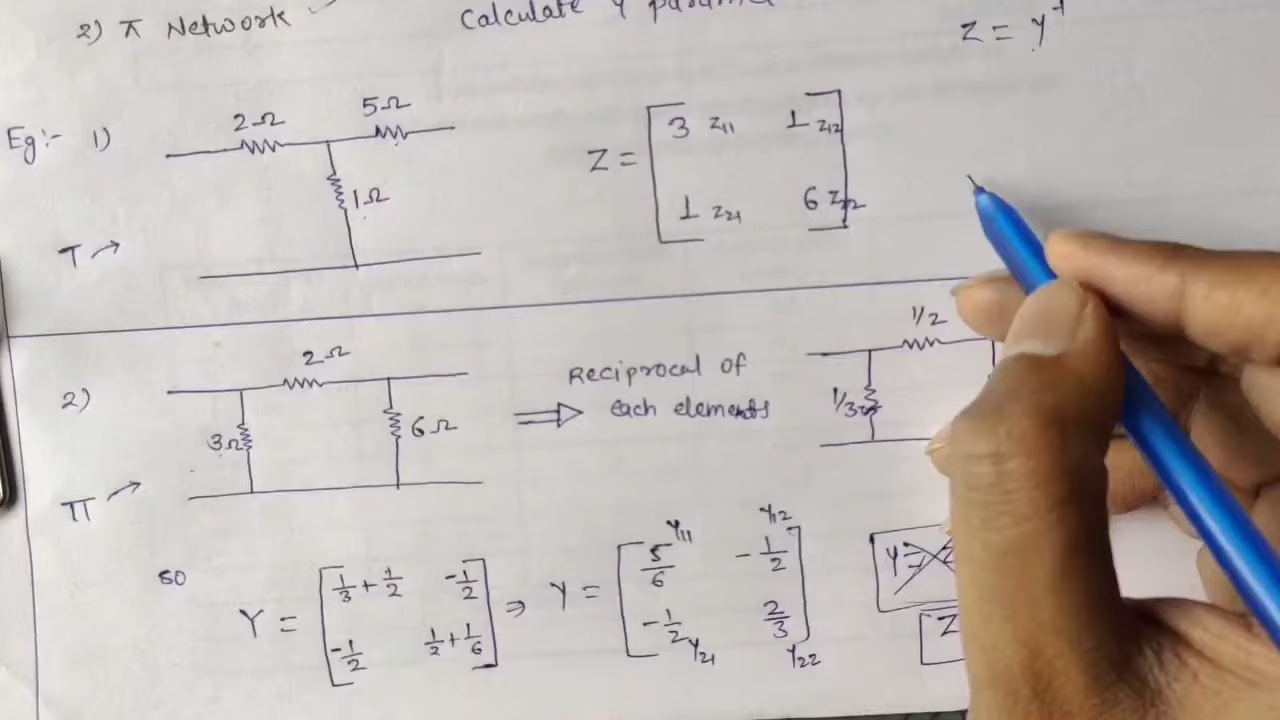 2) π Network
Calculate Y
Z = Y⁻¹
Eg:- 1)
2Ω
5Ω
1Ω
T →
Z = [3 Z11 1 Z12
1 Z21 6 Z22]
2)
2Ω
3Ω
6Ω
π →
⇒ Reciprocal of
each elements
1/2
1/3
so
Y = [1/3 + 1/2 -1/2
-1/2 1/2 + 1/6]
⇒ Y = [5/6 Y11 -1/2 Y12
-1/2 Y21 2/3 Y22]
Y =
Z